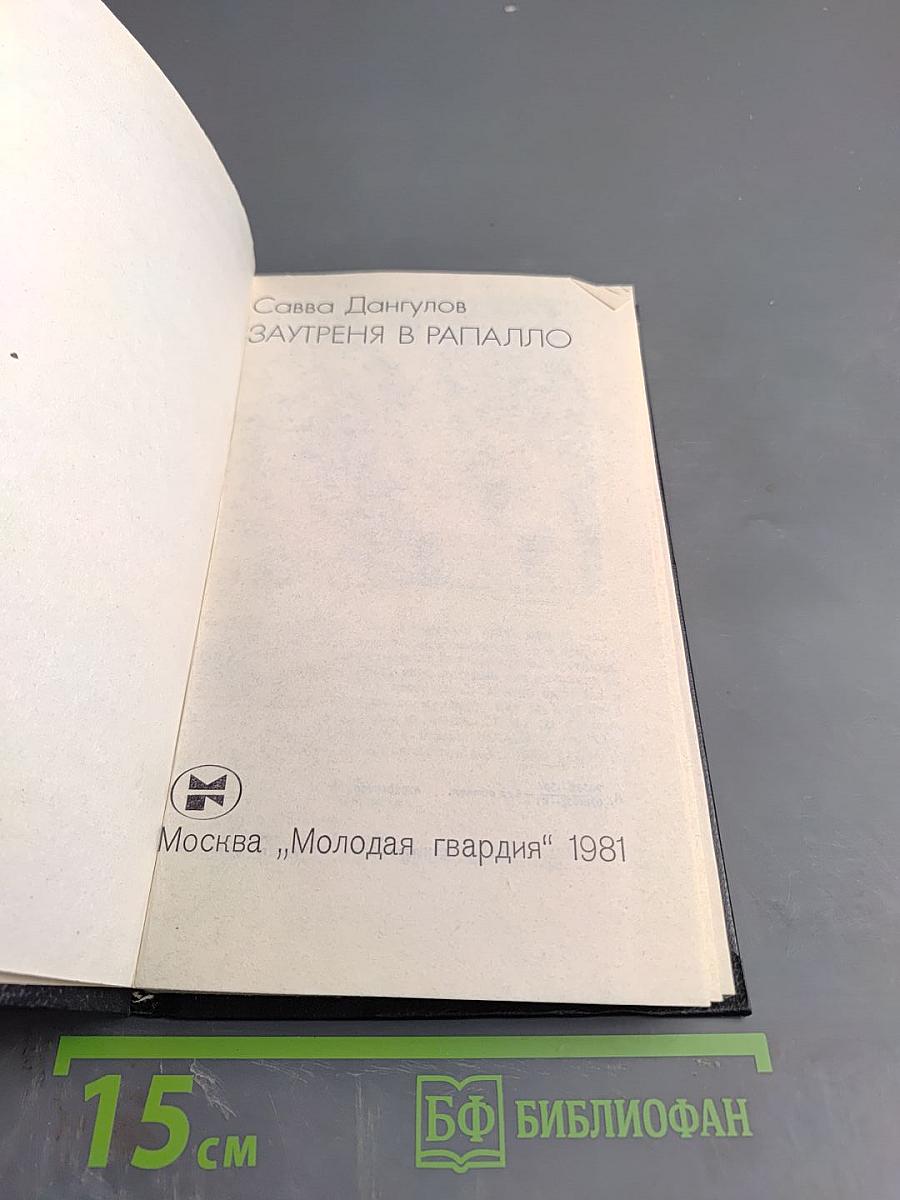 Савва Дангулов
ЗАУТРЕНЯ В РАПАЛЛО
Москва „Молодая гвардия" 1981
15 см
БФ БИБЛИОФАН